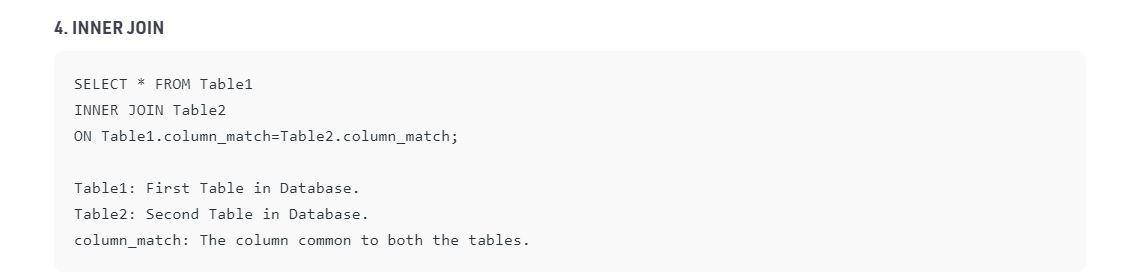 4. INNER JOIN
SELECT * FROM Table1
INNER JOIN Table2
ON Table1.column_match=Table2.column_match;
Table1: First Table in Database.
Table2: Second Table in Database.
column_match: The column common to both the tables.